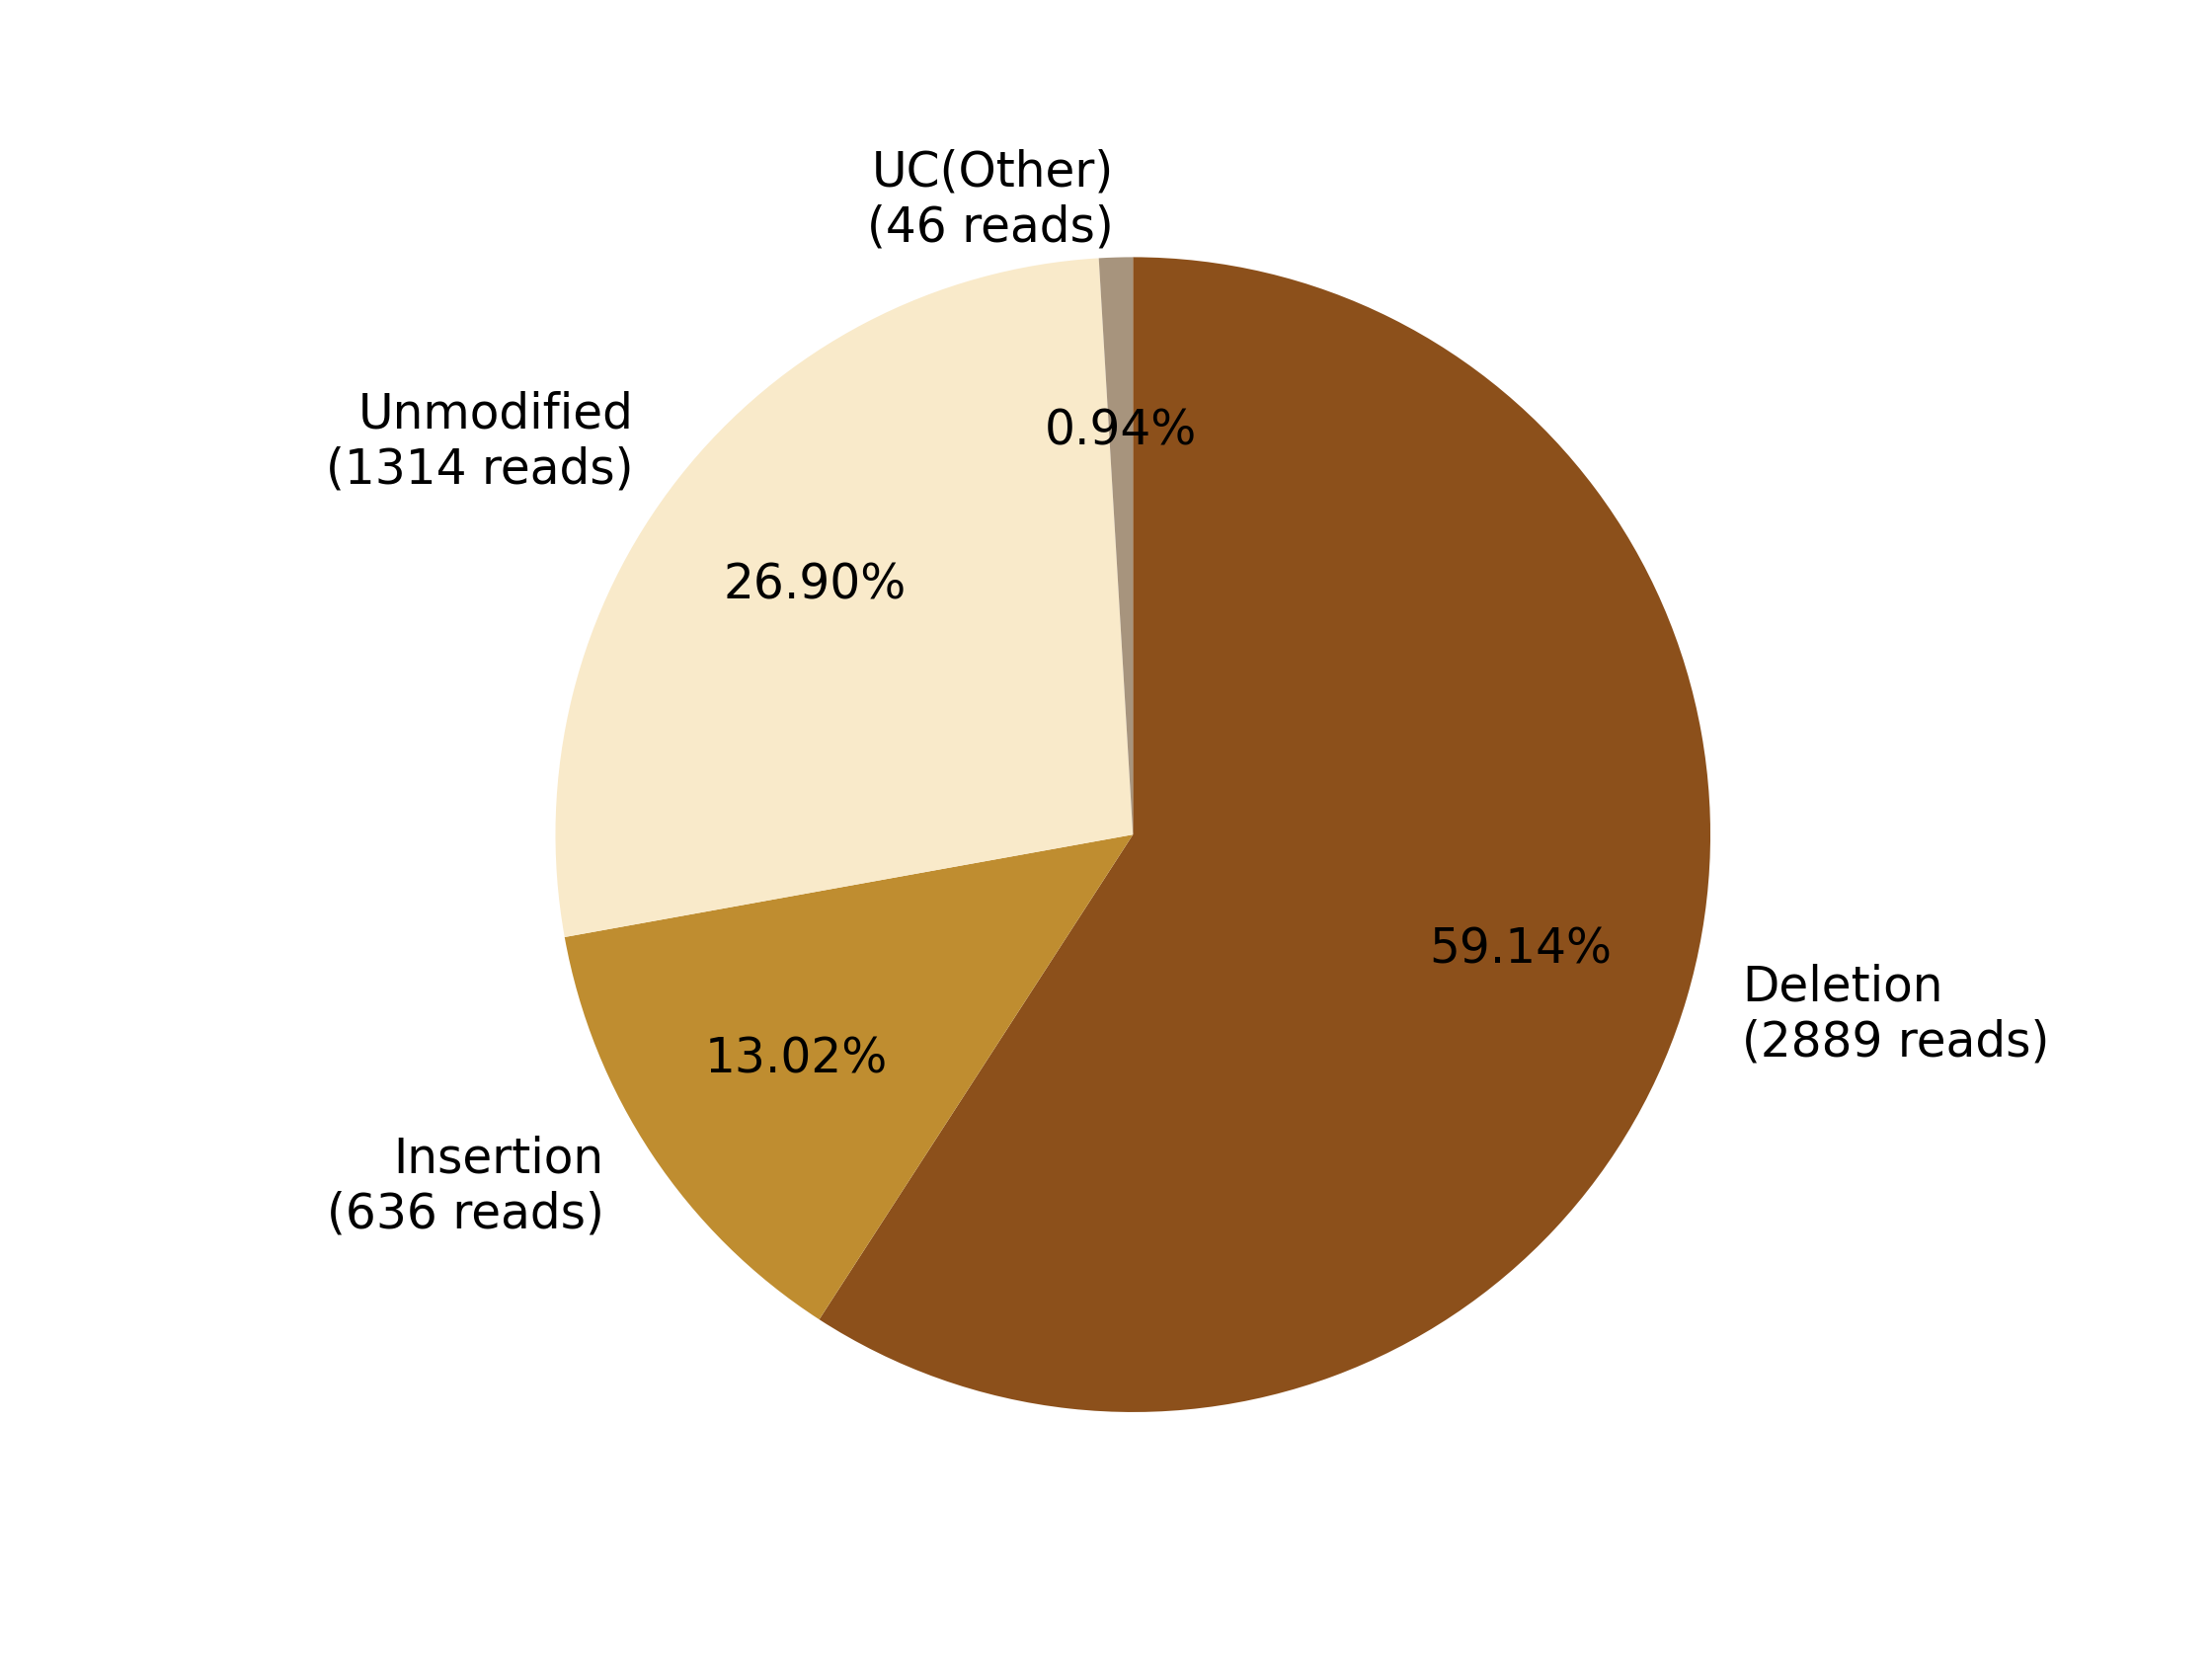 UC(Other)
(46 reads)
Unmodified
(1314 reads)
0.94%
26.90%
59.14%
Deletion
(2889 reads)
13.02%
Insertion
(636 reads)